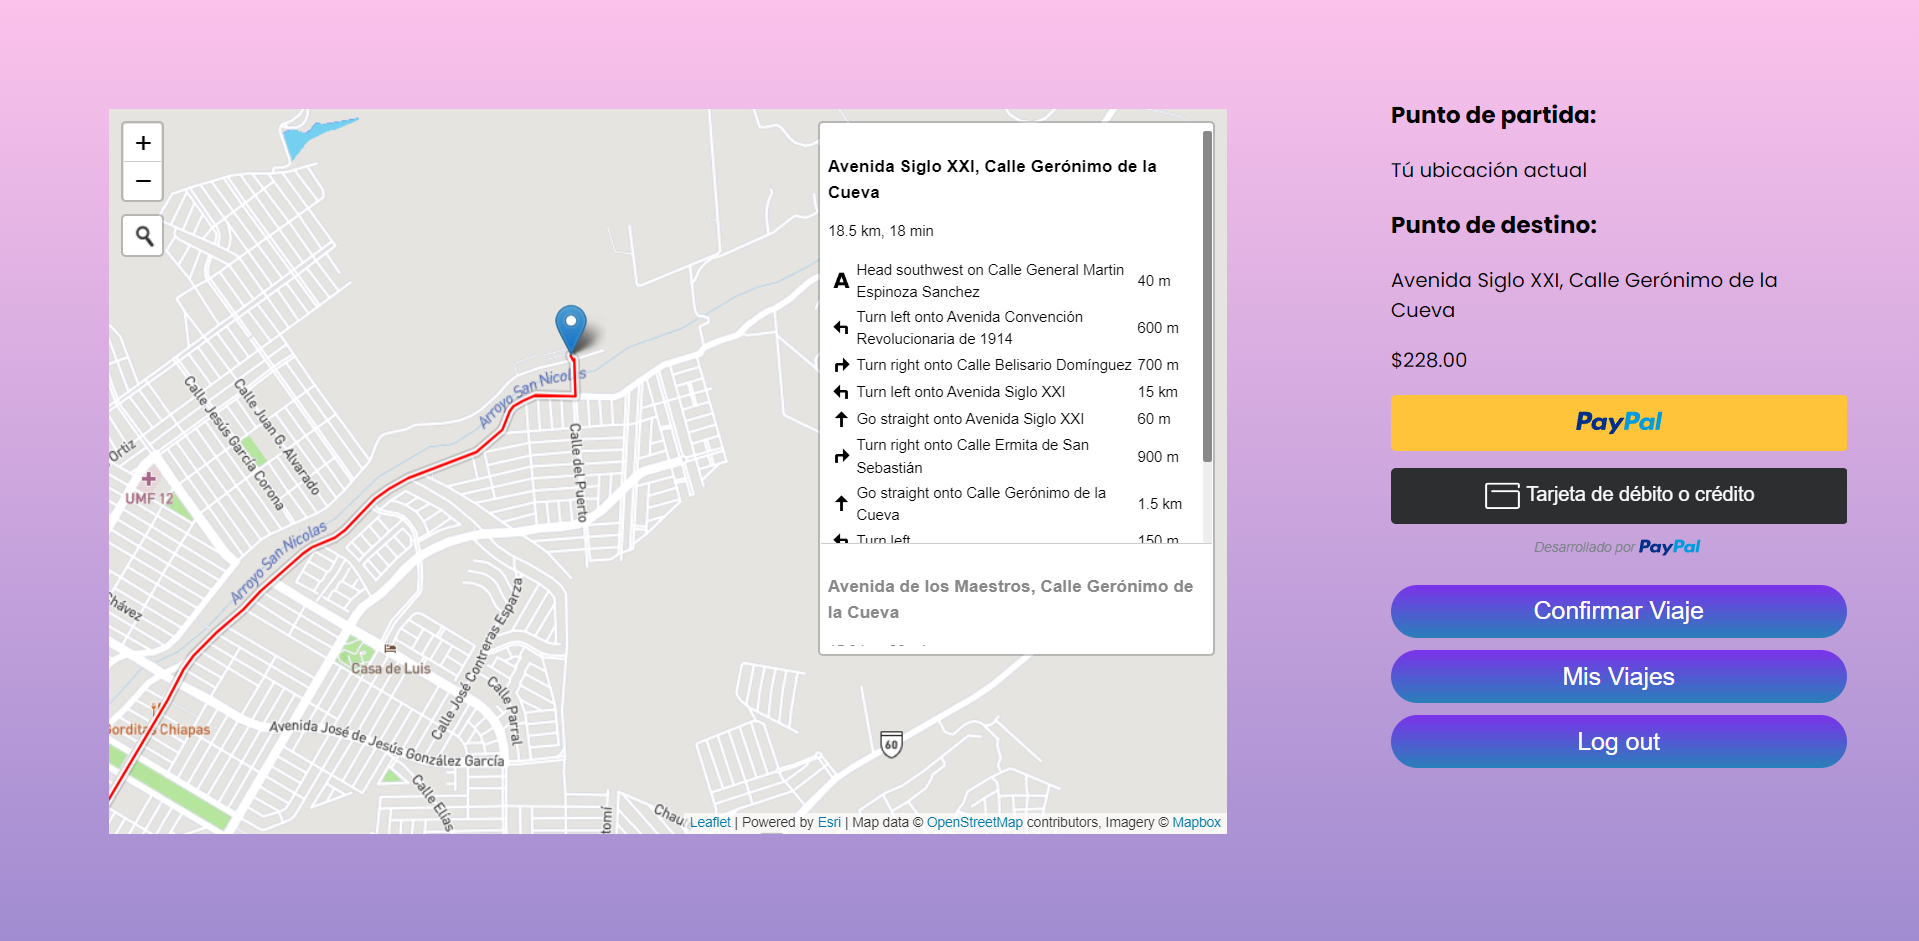 +
−
Avenida Siglo XXI, Calle Gerónimo de la
Cueva
18.5 km, 18 min
A Head southwest on Calle General Martin
Espinoza Sanchez 40 m
Turn left onto Avenida Convención
Revolucionaria de 1914 600 m
Turn right onto Calle Belisario Domínguez 700 m
Turn left onto Avenida Siglo XXI 15 km
Go straight onto Avenida Siglo XXI 60 m
Turn right onto Calle Ermita de San
Sebastián 900 m
Go straight onto Calle Gerónimo de la
Cueva 1.5 km
Turn left 150 m
Avenida de los Maestros, Calle Gerónimo de
la Cueva
Arroyo San Nicolas
Calle Juan G. Alvarado
Calle Jesús García Corona
Ortiz
UMF 12
Calle del Puerto
Arroyo San Nicolas
Chávez
Casa de Luis
Calle José Contreras Esparza
Calle Parral
Gorditas Chiapas
Avenida José de Jesús González García
Calle Elías
60
Leaflet | Powered by Esri | Map data © OpenStreetMap contributors, Imagery © Mapbox
Punto de partida:
Tú ubicación actual
Punto de destino:
Avenida Siglo XXI, Calle Gerónimo de la
Cueva
$228.00
PayPal
Tarjeta de débito o crédito
Desarrollado por PayPal
Confirmar Viaje
Mis Viajes
Log out